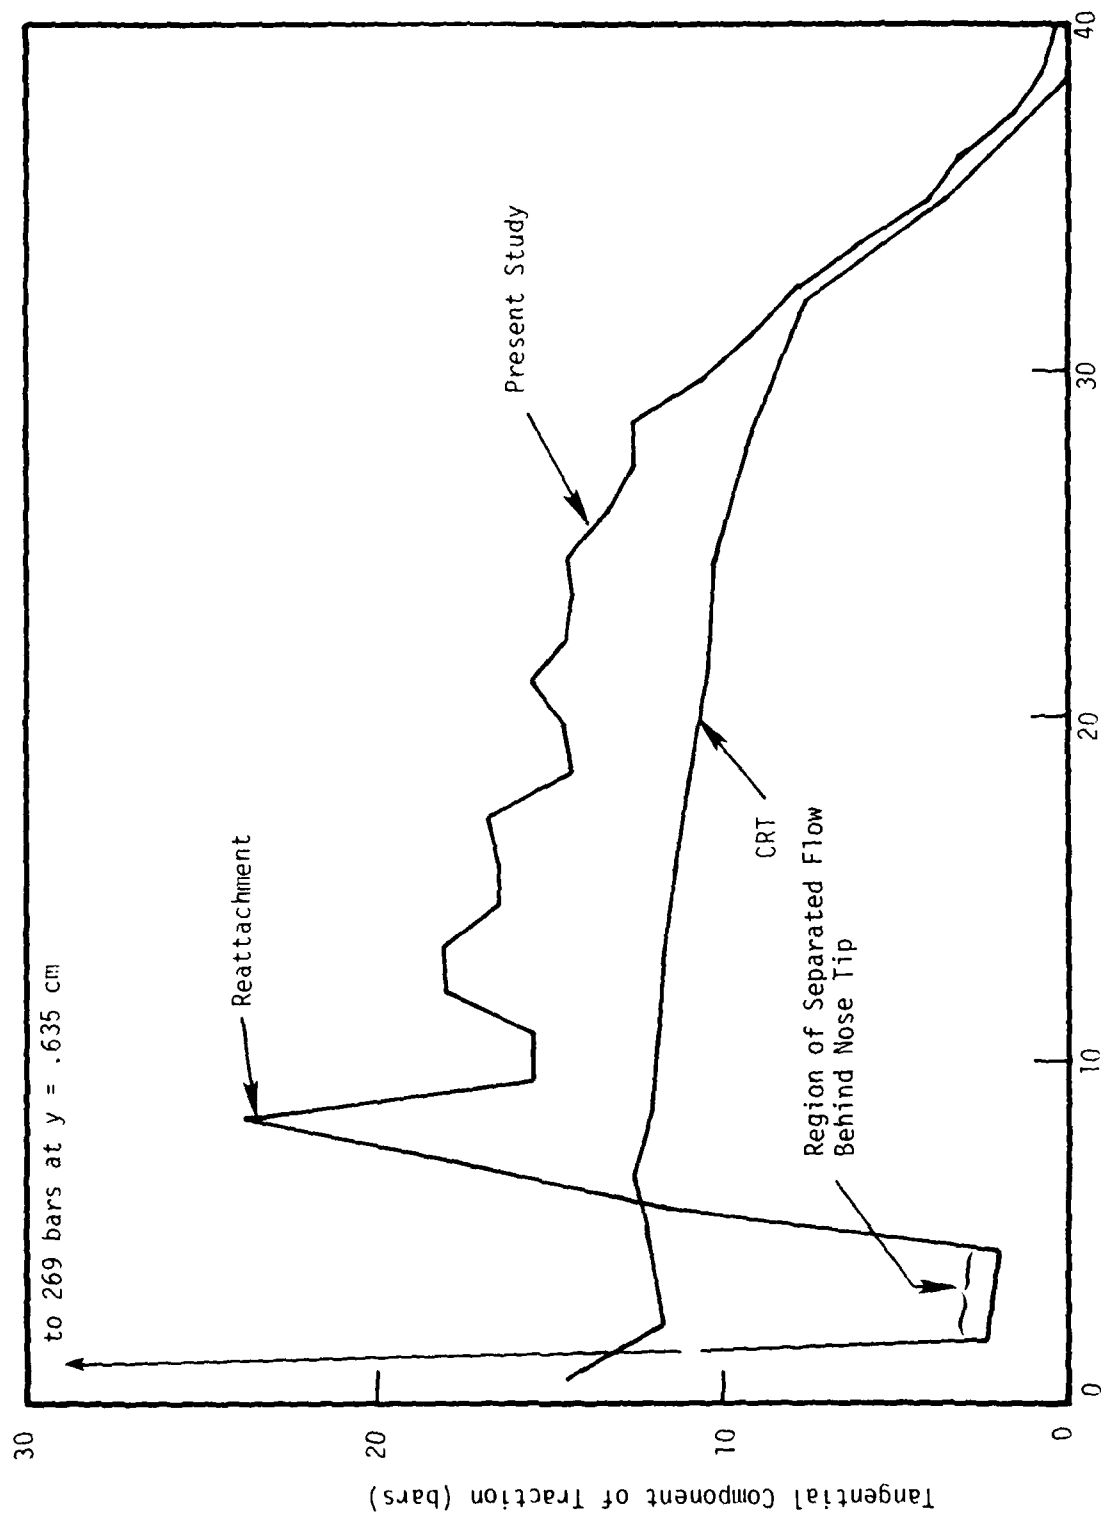 to 269 bars at y = .635 cm
Reattachment
Present Study
CRT
Region of Separated Flow
Behind Nose Tip
Tangential Component of Traction (bars)
30
20
10
0
0
10
20
30
40